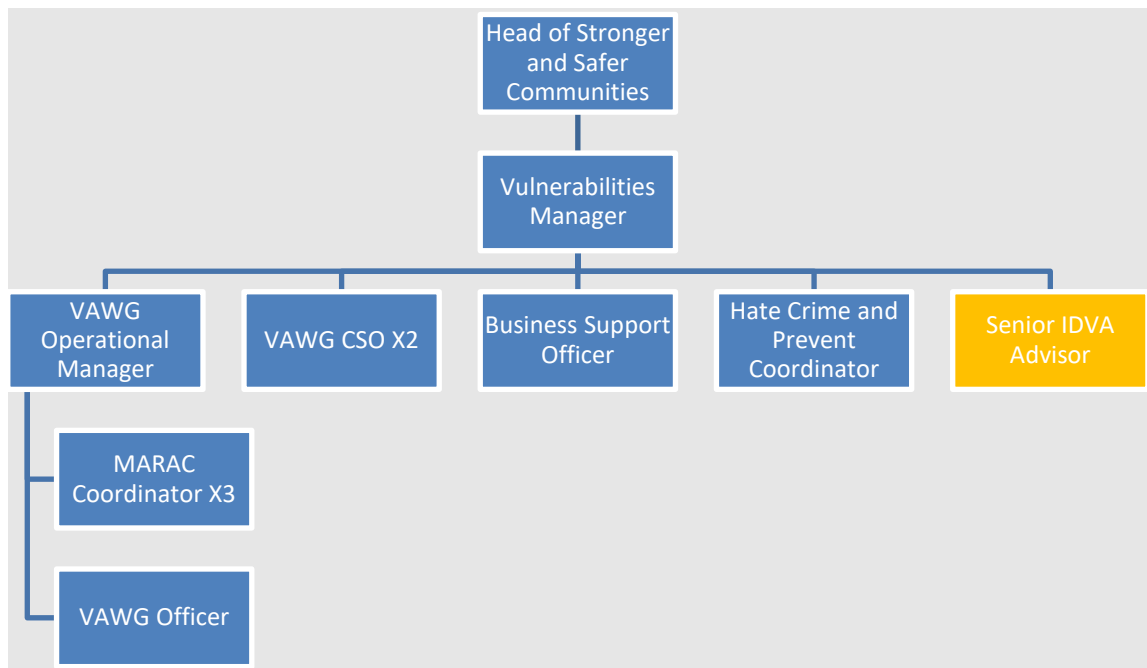 Head of Stronger
and Safer
Communities
Vulnerabilities
Manager
VAWG
Operational
Manager
VAWG CSO X2
Business Support
Officer
Hate Crime and
Prevent
Coordinator
Senior IDVA
Advisor
MARAC
Coordinator X3
VAWG Officer